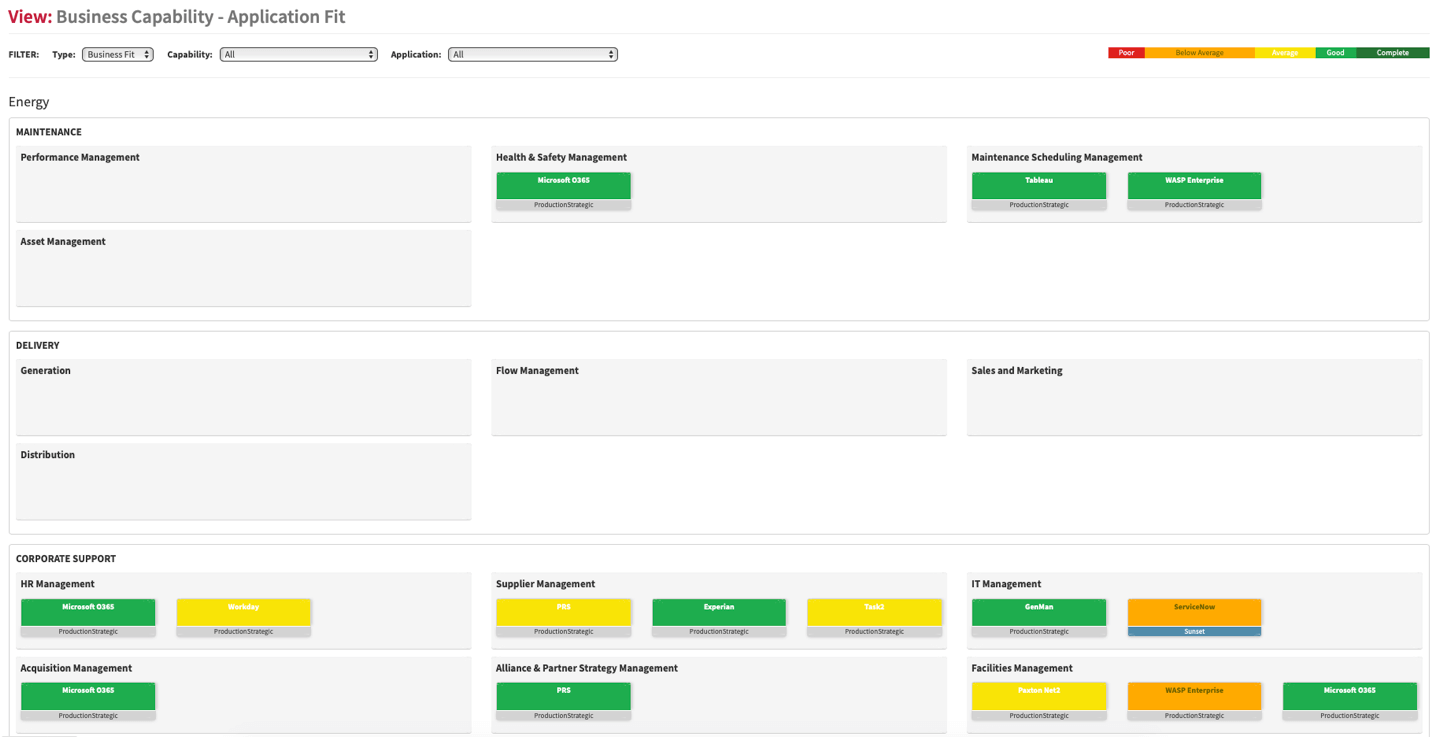 View: Business Capability - Application Fit
FILTER: Type: Business Fit Capability: All Application: All
Poor Below Average Average Good Complete
Energy
MAINTENANCE
Performance Management
Health & Safety Management
Microsoft O365
ProductionStrategic
Maintenance Scheduling Management
Tableau
ProductionStrategic
WASP Enterprise
ProductionStrategic
Asset Management
DELIVERY
Generation
Flow Management
Sales and Marketing
Distribution
CORPORATE SUPPORT
HR Management
Microsoft O365
ProductionStrategic
Workday
ProductionStrategic
Supplier Management
PRS
ProductionStrategic
Experian
ProductionStrategic
ProductionStrategic
IT Management
GenMan
ProductionStrategic
ServiceNow
Sunset
Acquisition Management
Microsoft O365
ProductionStrategic
Alliance & Partner Strategy Management
PRS
ProductionStrategic
Facilities Management
Paxton Net2
ProductionStrategic
WASP Enterprise
ProductionStrategic
Microsoft O365
ProductionStrategic